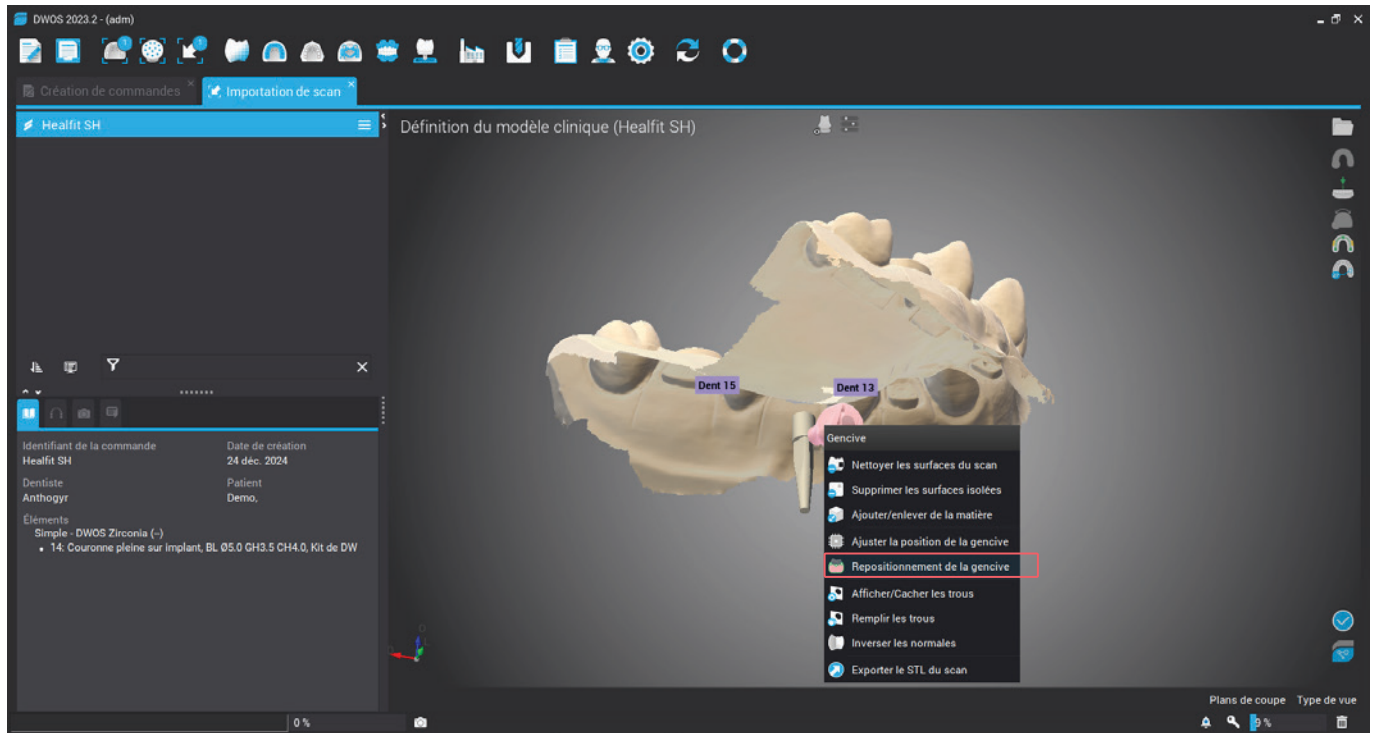 DWOS 2023.2 - (adm)
Création de commandes
Importation de scan
Healfit SH
Définition du modèle clinique (Healfit SH)
Dent 15
Dent 13
Gencive
Nettoyer les surfaces du scan
Supprimer les surfaces isolées
Ajouter/enlever de la matière
Ajuster la position de la gencive
Repositionnement de la gencive
Afficher/Cacher les trous
Remplir les trous
Inverser les normales
Exporter le STL du scan
Identifiant de la commande
Healfit SH
Date de création
24 déc. 2024
Dentiste
Anthogyr
Patient
Demo,
Éléments
Simple - DWOS Zirconia (--)
14: Couronne pleine sur implant, BL Ø5.0 GH3.5 CH4.0, Kit de DW
Plans de coupe Type de vue
0 %
9 %